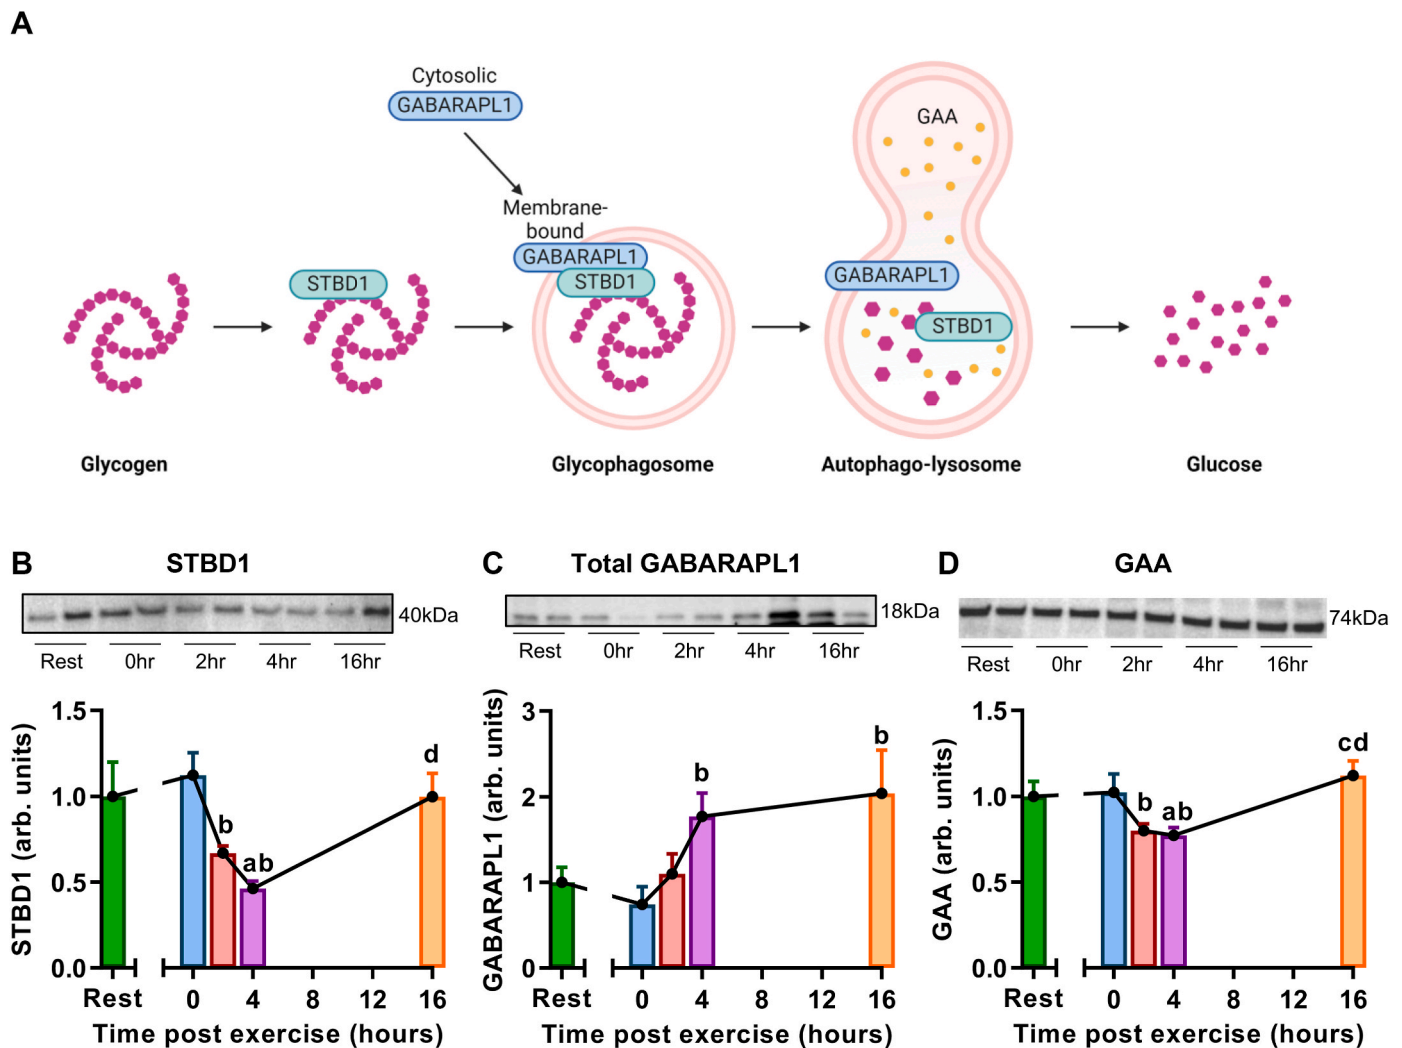 A
Cytosolic
GABARAPL1
Membrane-
bound
GABARAPL1
STBD1
STBD1
GAA
GABARAPL1
STBD1
Glycogen
Glycophagosome
Autophago-lysosome
Glucose
B
STBD1
40kDa
Rest 0hr 2hr 4hr 16hr
STBD1 (arb. units)
1.5
1.0
0.5
0.0
b
ab
d
Rest 0 4 8 12 16
Time post exercise (hours)
C
Total GABARAPL1
18kDa
Rest 0hr 2hr 4hr 16hr
GABARAPL1 (arb. units)
3
2
1
0
b
b
Rest 0 4 8 12 16
Time post exercise (hours)
D
GAA
74kDa
Rest 0hr 2hr 4hr 16hr
GAA (arb. units)
1.5
1.0
0.5
0.0
b
ab
cd
Rest 0 4 8 12 16
Time post exercise (hours)